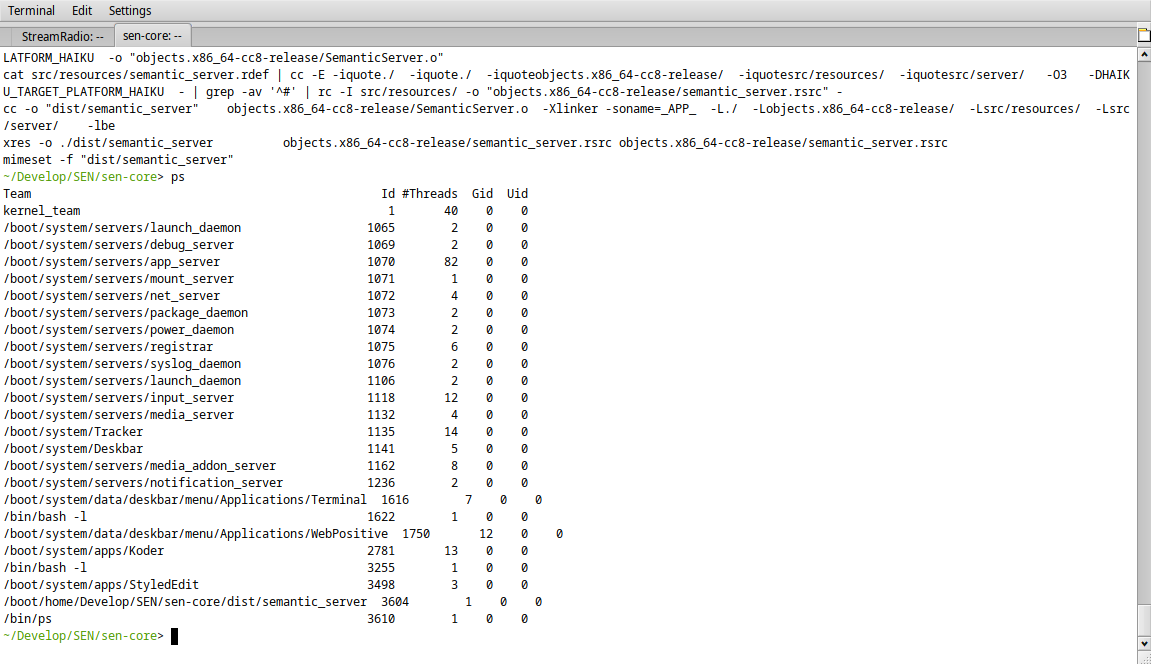 Terminal Edit Settings
StreamRadio: -- sen-core: --
LATFORM_HAIKU  -o "objects.x86_64-cc8-release/SemanticServer.o"
cat src/resources/semantic_server.rdef | cc -E -iquote./  -iquote./  -iquoteobjects.x86_64-cc8-release/  -iquotesrc/resources/  -iquotesrc/server/   -O3   -DHAIK
U_TARGET_PLATFORM_HAIKU  - | grep -av '^#' | rc -I src/resources/ -o "objects.x86_64-cc8-release/semantic_server.rsrc" -
cc -o "dist/semantic_server"    objects.x86_64-cc8-release/SemanticServer.o  -Xlinker -soname=_APP_  -L./  -Lobjects.x86_64-cc8-release/  -Lsrc/resources/  -Lsrc
/server/    -lbe
xres -o ./dist/semantic_server          objects.x86_64-cc8-release/semantic_server.rsrc objects.x86_64-cc8-release/semantic_server.rsrc
mimeset -f "dist/semantic_server"
~/Develop/SEN/sen-core> ps
Team                                                  Id #Threads  Gid  Uid
kernel_team                                            1       40    0    0
/boot/system/servers/launch_daemon                  1065        2    0    0
/boot/system/servers/debug_server                   1069        2    0    0
/boot/system/servers/app_server                     1070       82    0    0
/boot/system/servers/mount_server                   1071        1    0    0
/boot/system/servers/net_server                     1072        4    0    0
/boot/system/servers/package_daemon                 1073        2    0    0
/boot/system/servers/power_daemon                   1074        2    0    0
/boot/system/servers/registrar                      1075        6    0    0
/boot/system/servers/syslog_daemon                  1076        2    0    0
/boot/system/servers/launch_daemon                  1106        2    0    0
/boot/system/servers/input_server                   1118       12    0    0
/boot/system/servers/media_server                   1132        4    0    0
/boot/system/Tracker                                1135       14    0    0
/boot/system/Deskbar                                1141        5    0    0
/boot/system/servers/media_addon_server             1162        8    0    0
/boot/system/servers/notification_server            1236        2    0    0
/boot/system/data/deskbar/menu/Applications/Terminal  1616        7    0    0
/bin/bash -l                                        1622        1    0    0
/boot/system/data/deskbar/menu/Applications/WebPositive  1750       12    0    0
/boot/system/apps/Koder                             2781       13    0    0
/bin/bash -l                                        3255        1    0    0
/boot/system/apps/StyledEdit                        3498        3    0    0
/boot/home/Develop/SEN/sen-core/dist/semantic_server  3604        1    0    0
/bin/ps                                             3610        1    0    0
~/Develop/SEN/sen-core>